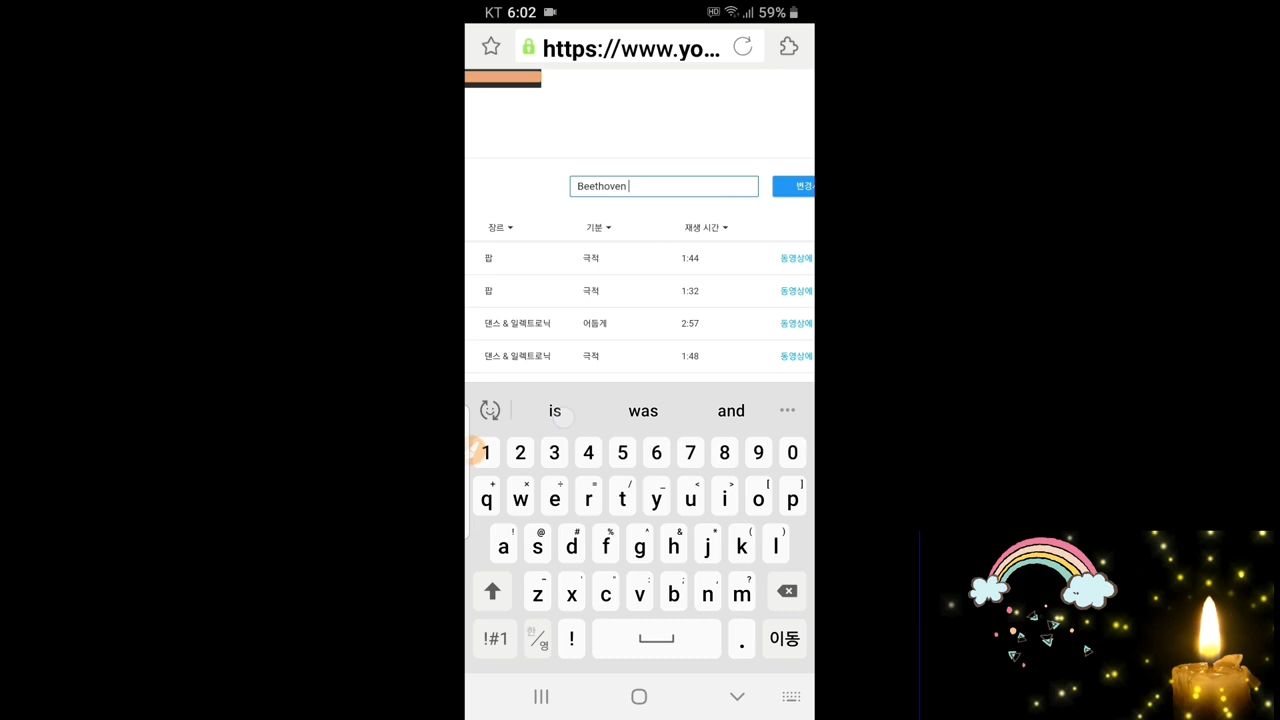 KT 6:02 HD 59%
https://www.yo...
Beethoven
변경
장르 기분 재생 시간
팝 극적 1:44 동영상에
팝 극적 1:32 동영상에
댄스 & 일렉트로닉 어둡게 2:57 동영상에
댄스 & 일렉트로닉 극적 1:48 동영상에
is was and ...
1 2 3 4 5 6 7 8 9 0
+ × ÷ = / _ < > [ ]
q w e r t y u i o p
! @ # % ^ & * ( )
a s d f g h j k l
- ' " : ; , ?
z x c v b n m
!#1 한/영 ! . 이동